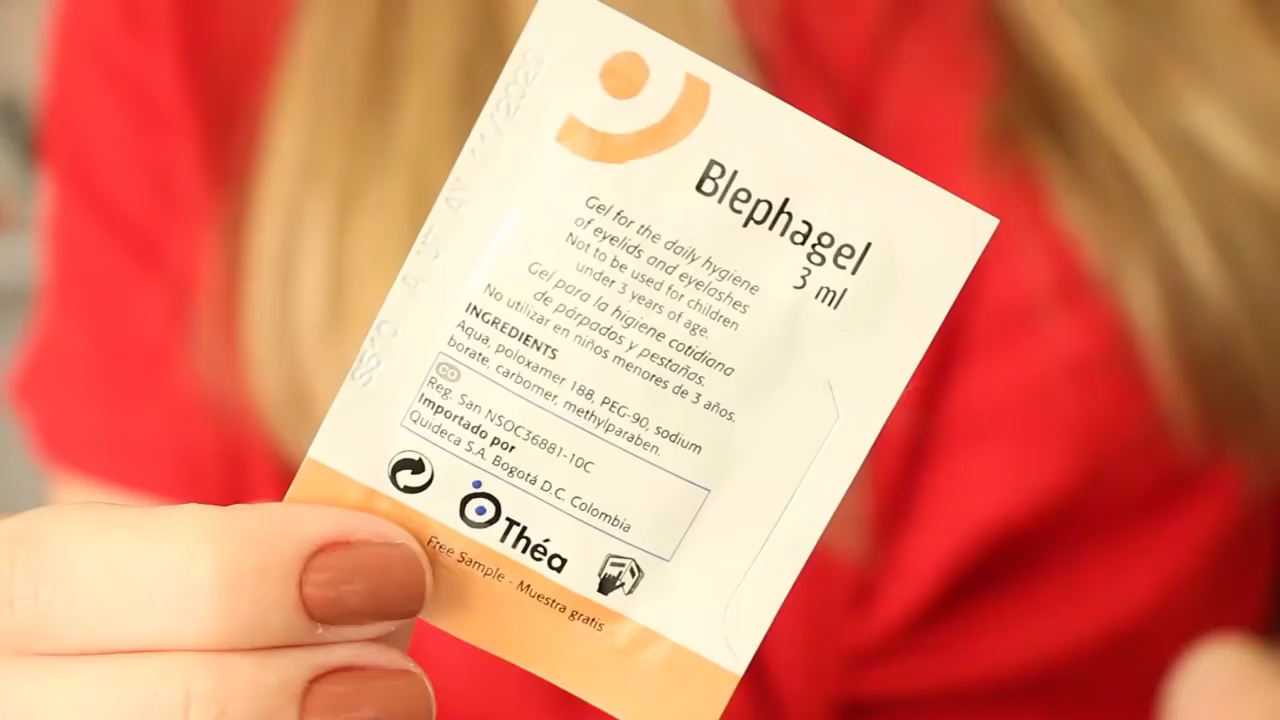 Blephagel
3 ml
Gel for the daily hygiene
of eyelids and eyelashes
Not to be used for children
under 3 years of age.
Gel para la higiene cotidiana
de párpados y pestañas.
No utilizar en niños menores de 3 años.
INGREDIENTS
Aqua, poloxamer 188, PEG-90, sodium
borate, carbomer, methylparaben.
CO
Reg. San NSOC36881-10C
Importado por
Quideca S.A. Bogotá D.C. Colombia
Théa
Free Sample - Muestra gratis